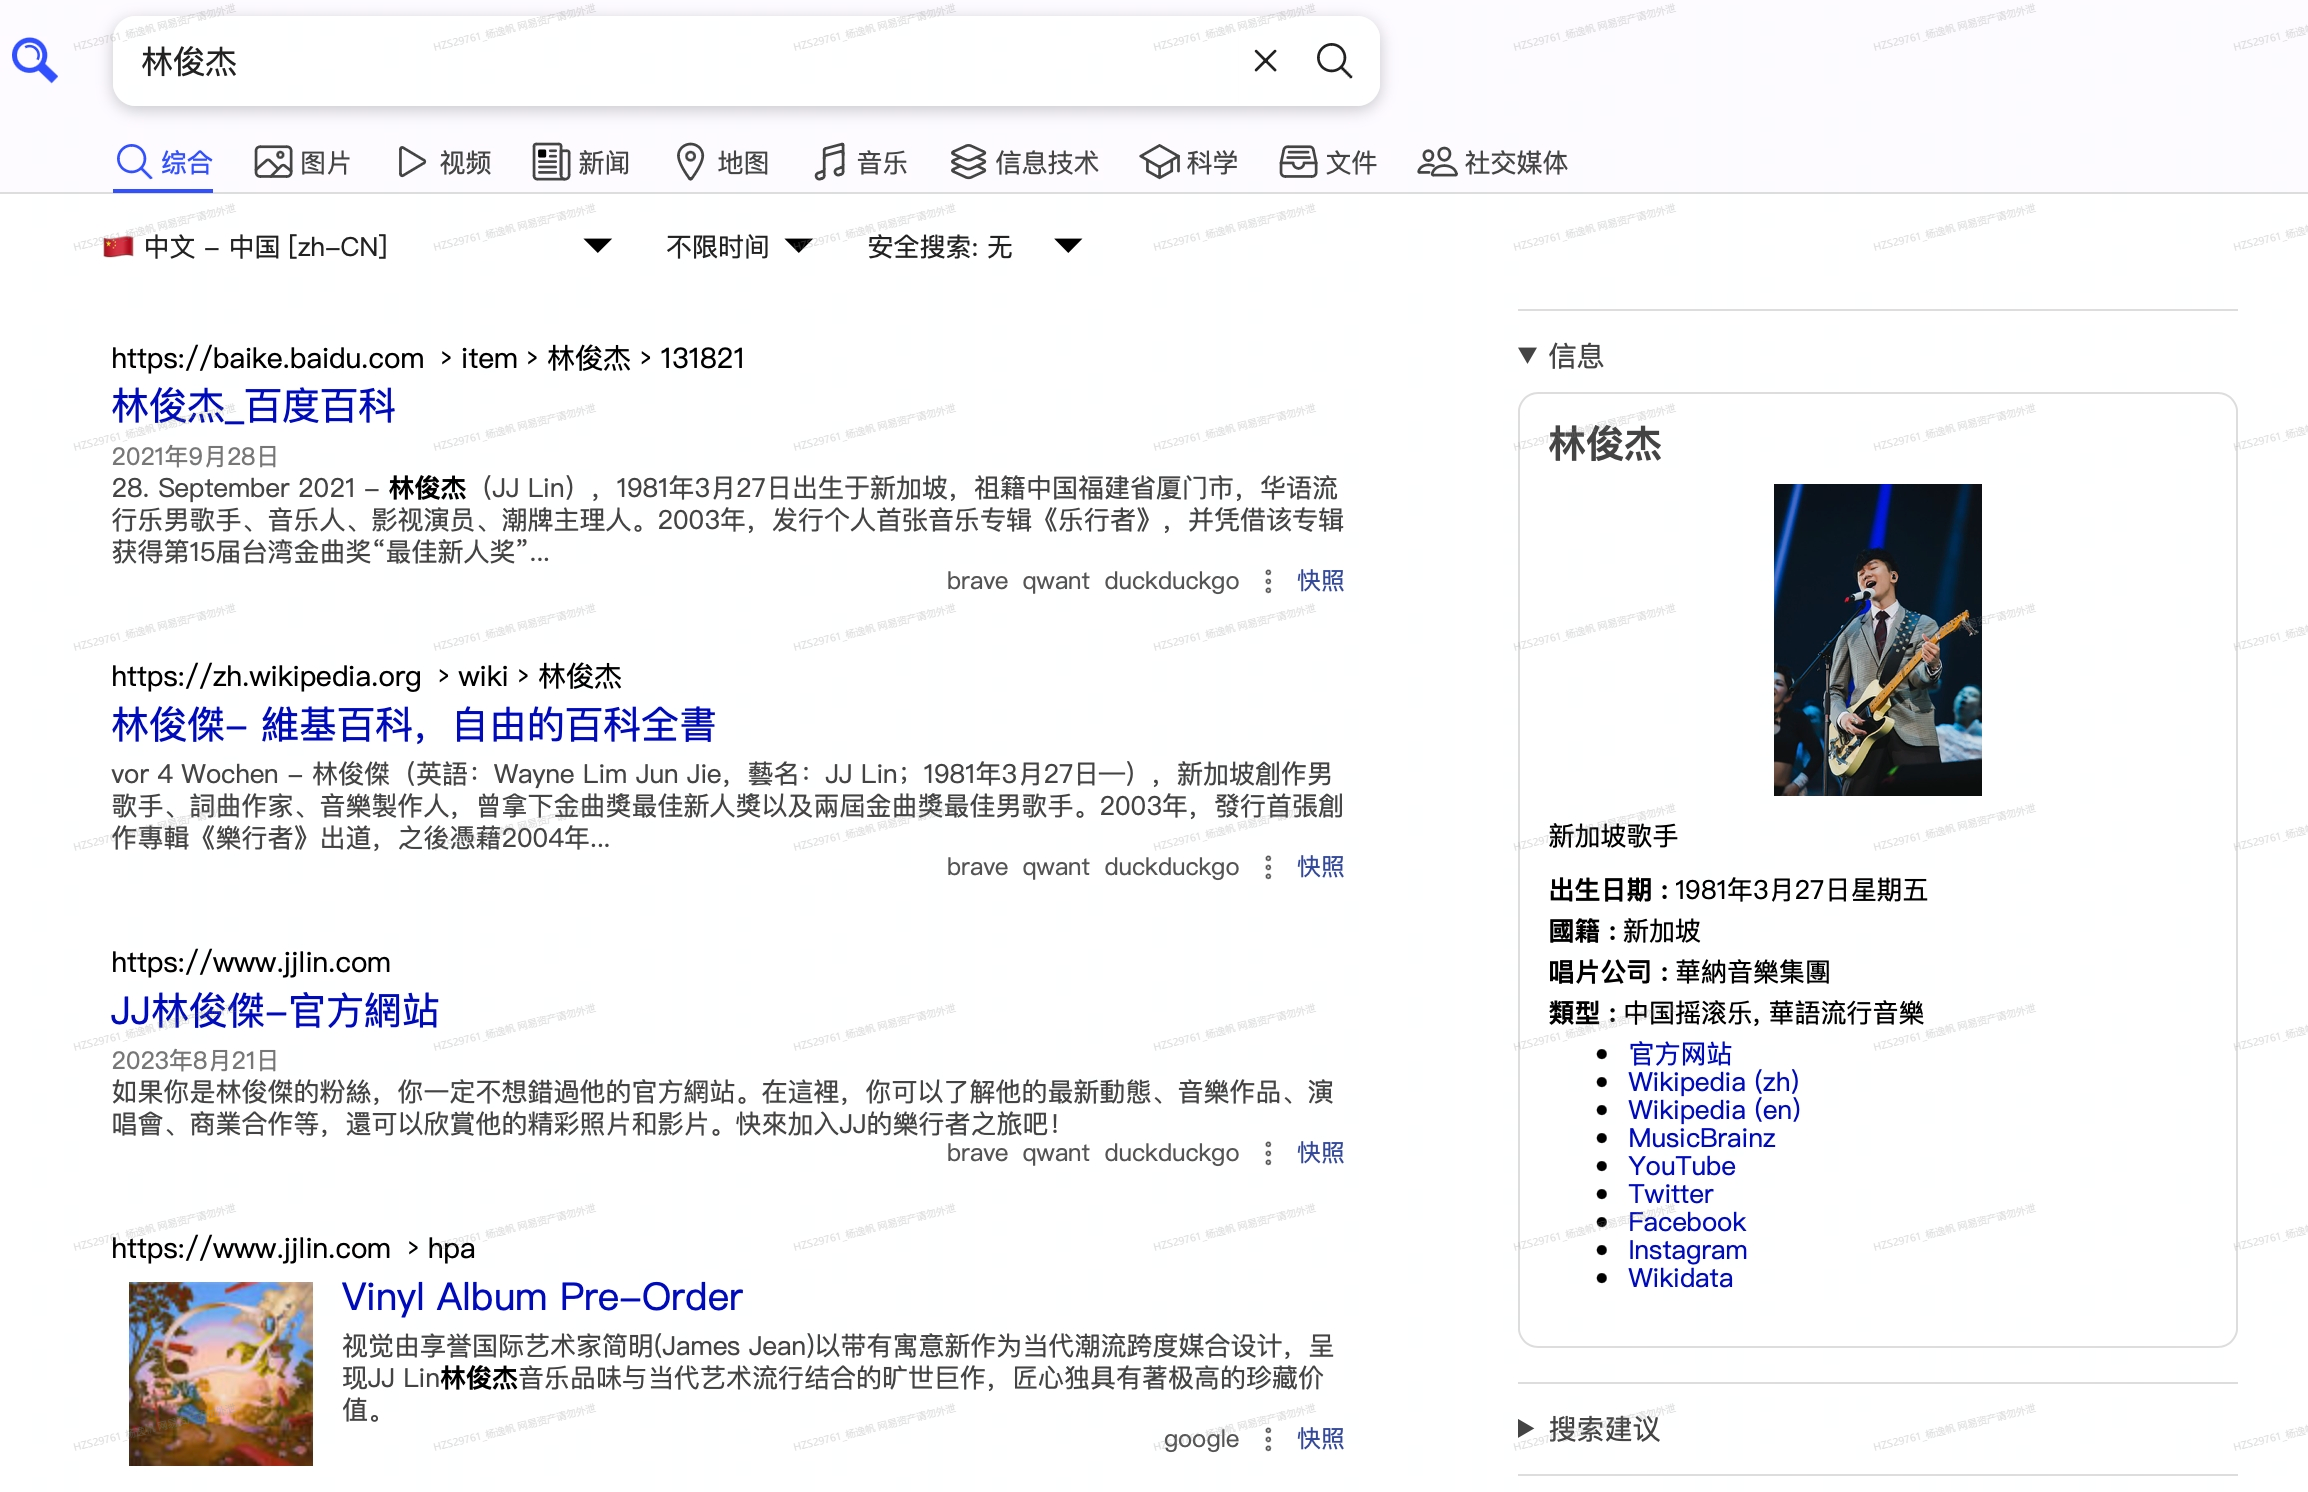 林俊杰
综合 图片 视频 新闻 地图 音乐 信息技术 科学 文件 社交媒体
中文 – 中国 [zh-CN] 不限时间 安全搜索: 无
https://baike.baidu.com › item › 林俊杰 › 131821
林俊杰_百度百科
2021年9月28日
28. September 2021 – 林俊杰（JJ Lin），1981年3月27日出生于新加坡，祖籍中国福建省厦门市，华语流
行乐男歌手、音乐人、影视演员、潮牌主理人。2003年，发行个人首张音乐专辑《乐行者》，并凭借该专辑
获得第15届台湾金曲奖“最佳新人奖”...
brave qwant duckduckgo 快照
https://zh.wikipedia.org › wiki › 林俊杰
林俊傑– 維基百科，自由的百科全書
vor 4 Wochen – 林俊傑（英語：Wayne Lim Jun Jie，藝名：JJ Lin；1981年3月27日—），新加坡創作男
歌手、詞曲作家、音樂製作人，曾拿下金曲獎最佳新人獎以及兩屆金曲獎最佳男歌手。2003年，發行首張創
作專輯《樂行者》出道，之後憑藉2004年...
brave qwant duckduckgo 快照
https://www.jjlin.com
JJ林俊傑–官方網站
2023年8月21日
如果你是林俊傑的粉絲，你一定不想錯過他的官方網站。在這裡，你可以了解他的最新動態、音樂作品、演
唱會、商業合作等，還可以欣賞他的精彩照片和影片。快來加入JJ的樂行者之旅吧！
brave qwant duckduckgo 快照
https://www.jjlin.com › hpa
Vinyl Album Pre–Order
视觉由享誉国际艺术家简明(James Jean)以带有寓意新作为当代潮流跨度媒合设计，呈
现JJ Lin林俊杰音乐品味与当代艺术流行结合的旷世巨作，匠心独具有著极高的珍藏价
值。
google 快照
信息
林俊杰
新加坡歌手
出生日期 : 1981年3月27日星期五
國籍 : 新加坡
唱片公司 : 華納音樂集團
類型 : 中国摇滚乐, 華語流行音樂
官方网站
Wikipedia (zh)
Wikipedia (en)
MusicBrainz
YouTube
Twitter
Facebook
Instagram
Wikidata
搜索建议
HZS29761_杨逸帆 网易资产请勿外泄